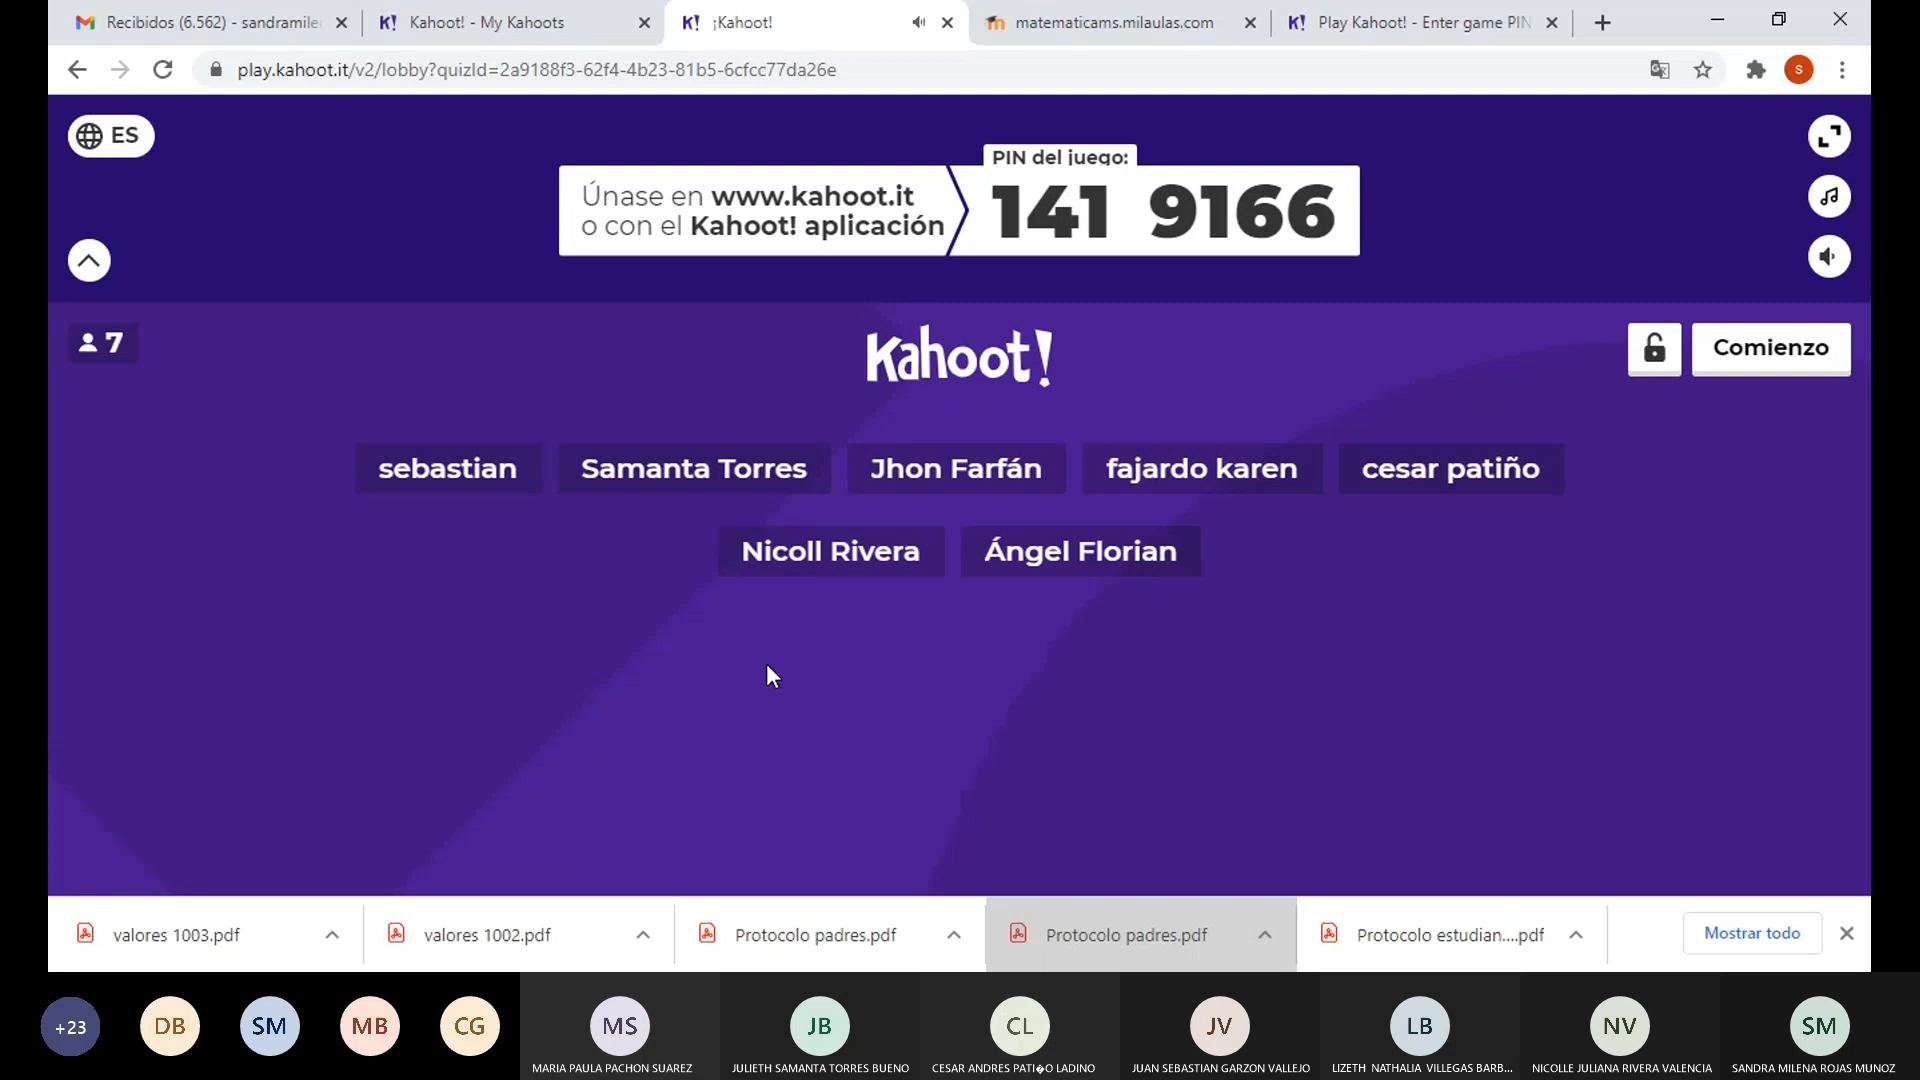 Recibidos (6.562) - sandramile
Kahoot! - My Kahoots
¡Kahoot!
matematicams.milaulas.com
Play Kahoot! - Enter game PIN
play.kahoot.it/v2/lobby?quizId=2a9188f3-62f4-4b23-81b5-6cfcc77da26e
S
ES
PIN del juego:
Únase en www.kahoot.it
o con el Kahoot! aplicación
141 9166
7
Kahoot!
Comienzo
sebastian
Samanta Torres
Jhon Farfán
fajardo karen
cesar patiño
Nicoll Rivera
Ángel Florian
valores 1003.pdf
valores 1002.pdf
Protocolo padres.pdf
Protocolo padres.pdf
Protocolo estudian....pdf
Mostrar todo
+23
DB
SM
MB
CG
MS
JB
CL
JV
LB
NV
SM
MARIA PAULA PACHON SUAREZ
JULIETH SAMANTA TORRES BUENO
CESAR ANDRES PATI�O LADINO
JUAN SEBASTIAN GARZON VALLEJO
LIZETH NATHALIA VILLEGAS BARB...
NICOLLE JULIANA RIVERA VALENCIA
SANDRA MILENA ROJAS MUNOZ